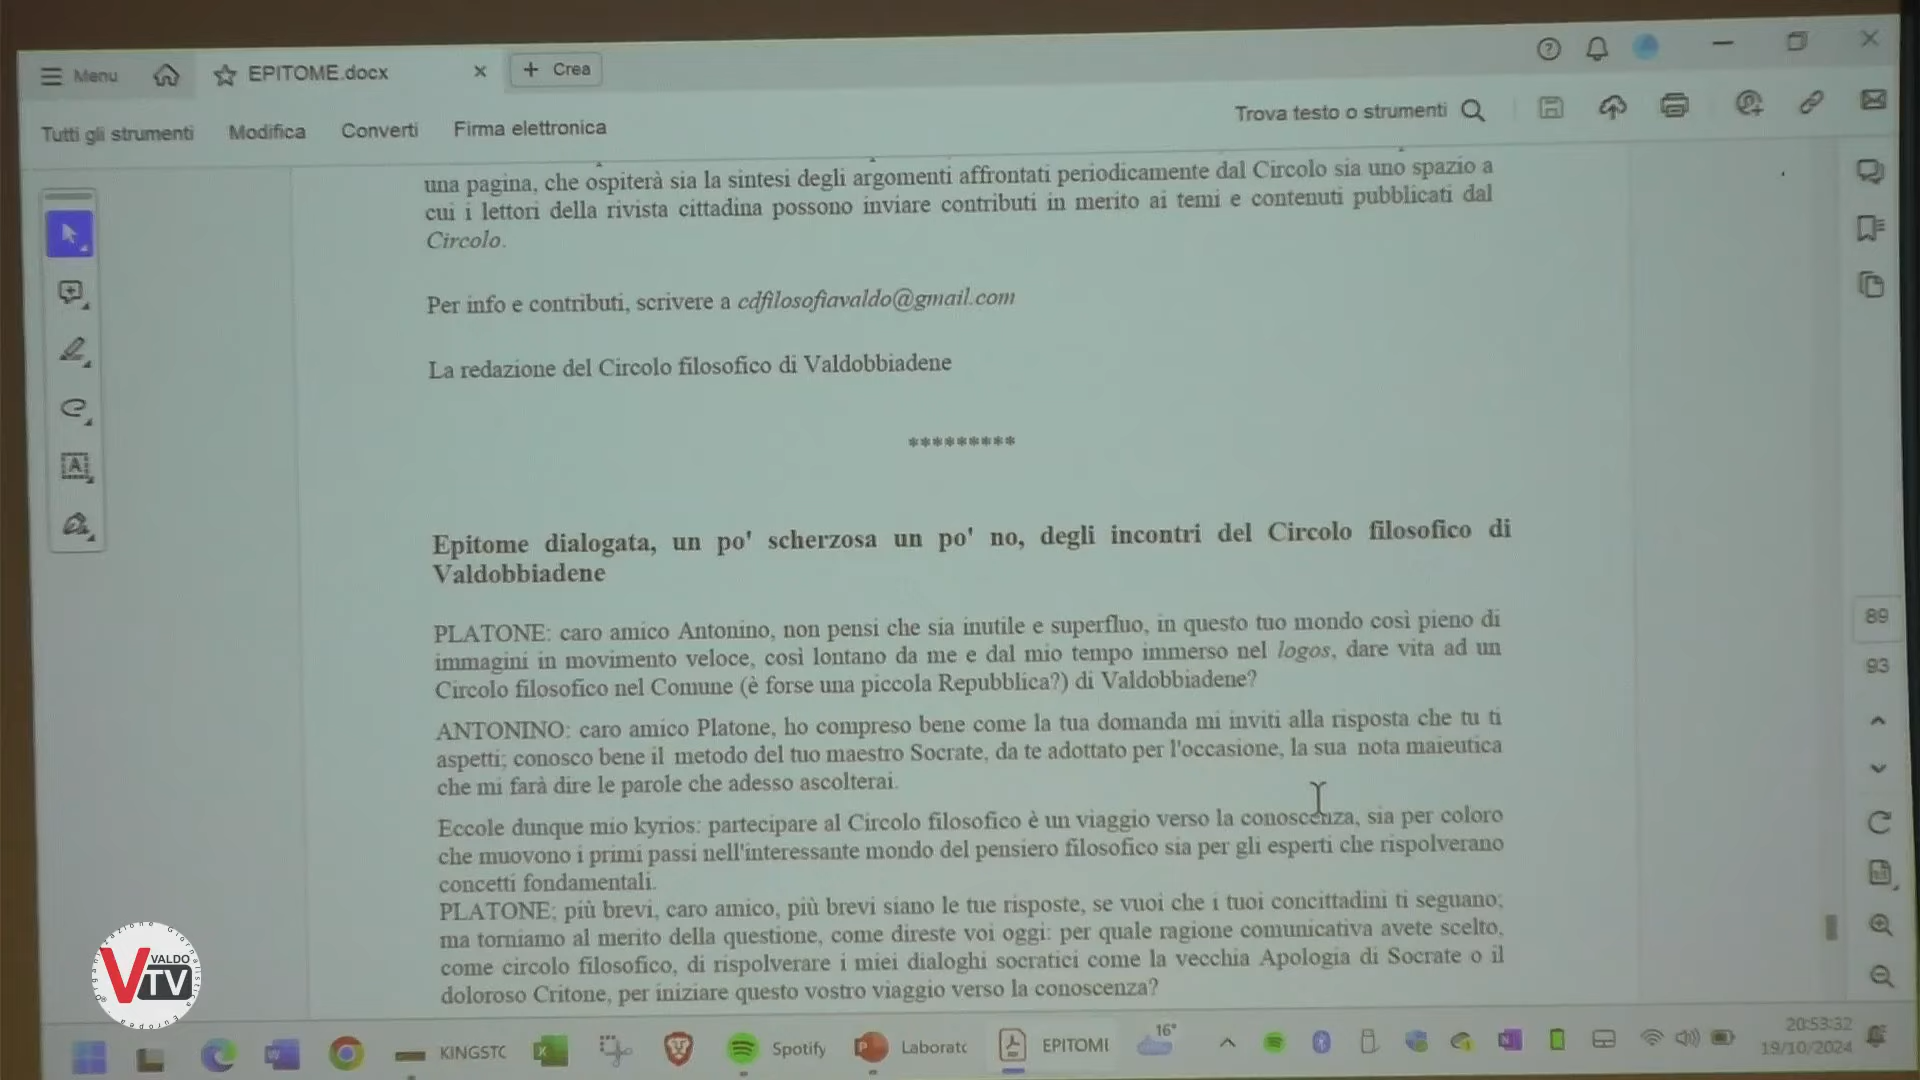 Menu
EPITOME.docx
Crea
Tutti gli strumenti
Modifica
Converti
Firma elettronica
Trova testo o strumenti
una pagina, che ospiterà sia la sintesi degli argomenti affrontati periodicamente dal Circolo sia uno spazio a
cui i lettori della rivista cittadina possono inviare contributi in merito ai temi e contenuti pubblicati dal
Circolo.
Per info e contributi, scrivere a cdfilosofiavaldo@gmail.com
La redazione del Circolo filosofico di Valdobbiadene
*********
Epitome dialogata, un po' scherzosa un po' no, degli incontri del Circolo filosofico di
Valdobbiadene
PLATONE: caro amico Antonino, non pensi che sia inutile e superfluo, in questo tuo mondo così pieno di
immagini in movimento veloce, così lontano da me e dal mio tempo immerso nel logos, dare vita ad un
Circolo filosofico nel Comune (è forse una piccola Repubblica?) di Valdobbiadene?
ANTONINO: caro amico Platone, ho compreso bene come la tua domanda mi inviti alla risposta che tu ti
aspetti; conosco bene il metodo del tuo maestro Socrate, da te adottato per l'occasione, la sua nota maieutica
che mi farà dire le parole che adesso ascolterai.
Eccole dunque mio kyrios: partecipare al Circolo filosofico è un viaggio verso la conoscenza, sia per coloro
che muovono i primi passi nell'interessante mondo del pensiero filosofico sia per gli esperti che rispolverano
concetti fondamentali.
PLATONE; più brevi, caro amico, più brevi siano le tue risposte, se vuoi che i tuoi concittadini ti seguano;
ma torniamo al merito della questione, come direste voi oggi: per quale ragione comunicativa avete scelto,
come circolo filosofico, di rispolverare i miei dialoghi socratici come la vecchia Apologia di Socrate o il
doloroso Critone, per iniziare questo vostro viaggio verso la conoscenza?
89
93
VALDO
VTV
KINGSTO
Spotify
Laborato
EPITOMI
16°
20:53:32
19/10/2024